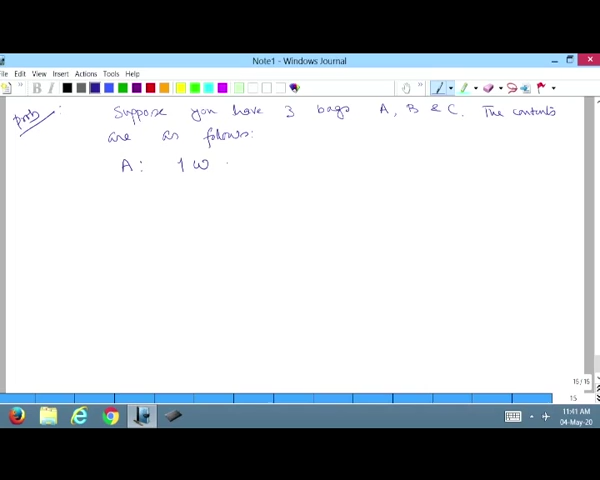 Note1 - Windows Journal
File Edit View Insert Actions Tools Help
prob : Suppose you have 3 bags A, B & C. The contents
are as follows:
A: 1 W
15 / 15
15
11:41 AM
04-May-20